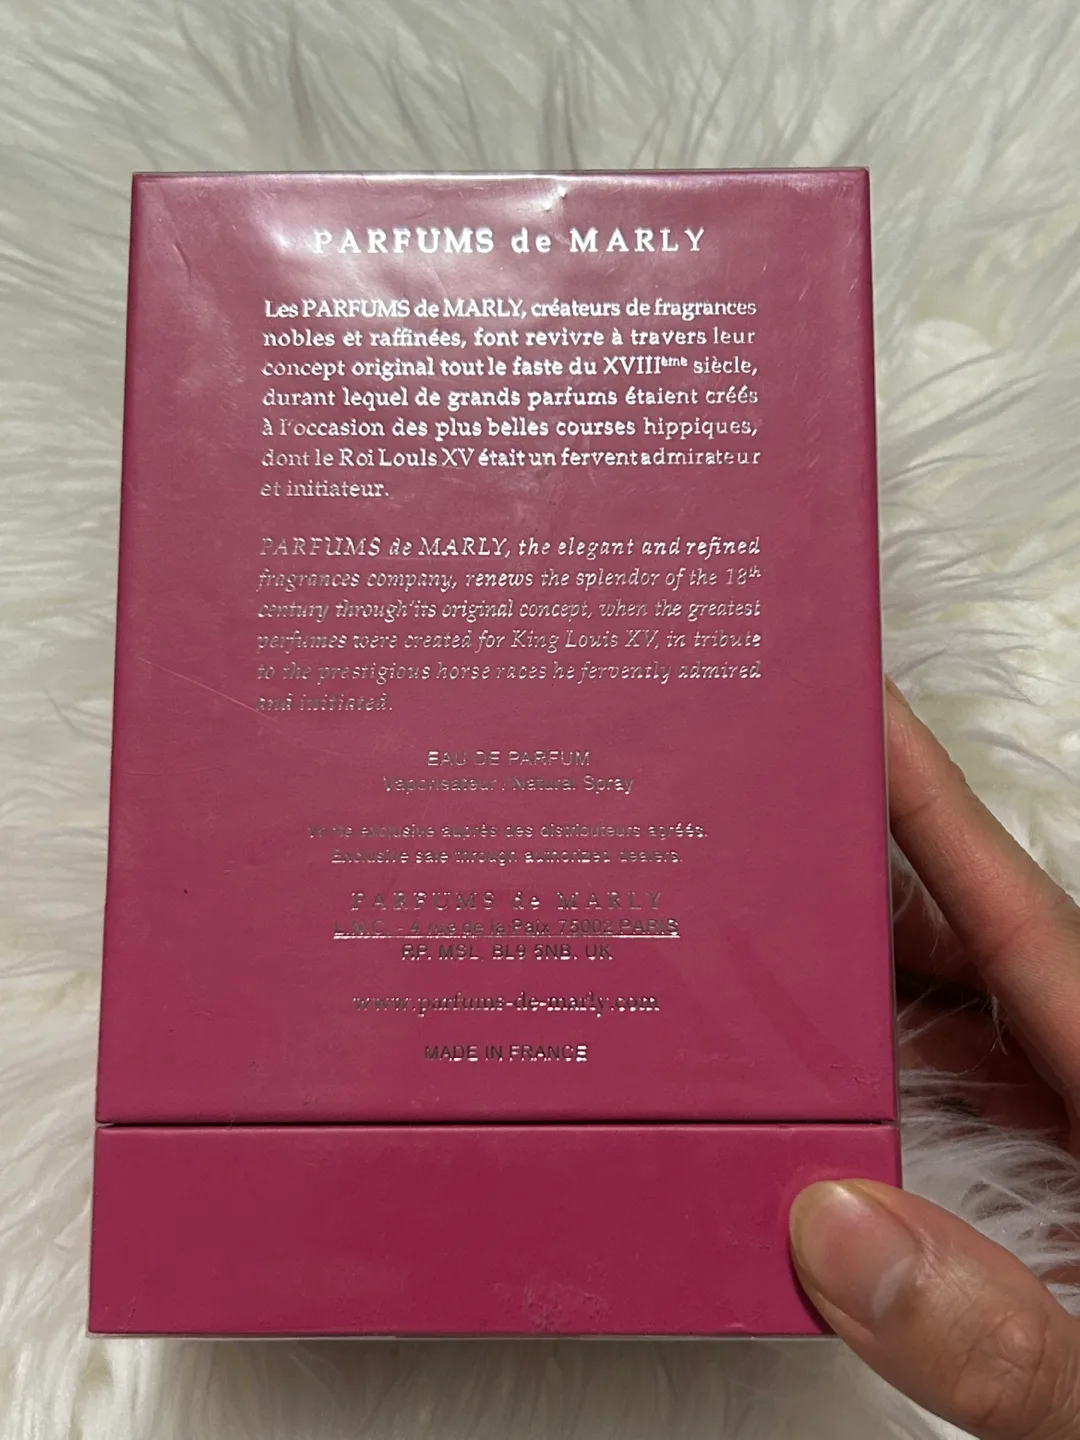 PARFUMS de MARLY
Les PARFUMS de MARLY, créateurs de fragrances
nobles et raffinées, font revivre à travers leur
concept original tout le faste du XVIIIème siècle,
durant lequel de grands parfums étaient créés
à l'occasion des plus belles courses hippiques,
dont le Roi Louis XV était un fervent admirateur
et initiateur.
PARFUMS de MARLY, the elegant and refined
fragrances company, renews the splendor of the 18th
century through its original concept, when the greatest
perfumes were created for King Louis XV, in tribute
to the prestigious horse races he fervently admired
and initiated.
EAU DE PARFUM
Vaporisateur. Natural Spray
Vente exclusive auprès des distributeurs agréés.
Exclusive sale through authorized dealers.
PARFUMS de MARLY
4 rue de la Paix 75002 PARIS
R.P. MSL, BL9 5NB, UK
www.parfums-de-marly.com
MADE IN FRANCE